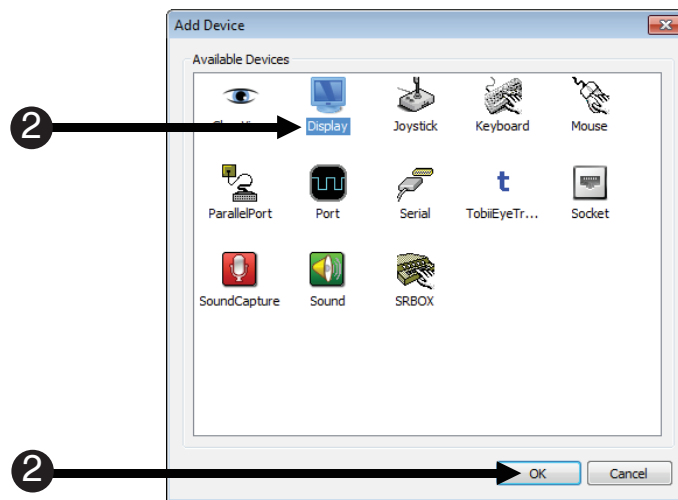 Add Device
Available Devices
2
Display
Joystick
Keyboard
Mouse
ParallelPort
Port
Serial
TobiiEyeTr...
Socket
SoundCapture
Sound
SRBOX
2
OK
Cancel